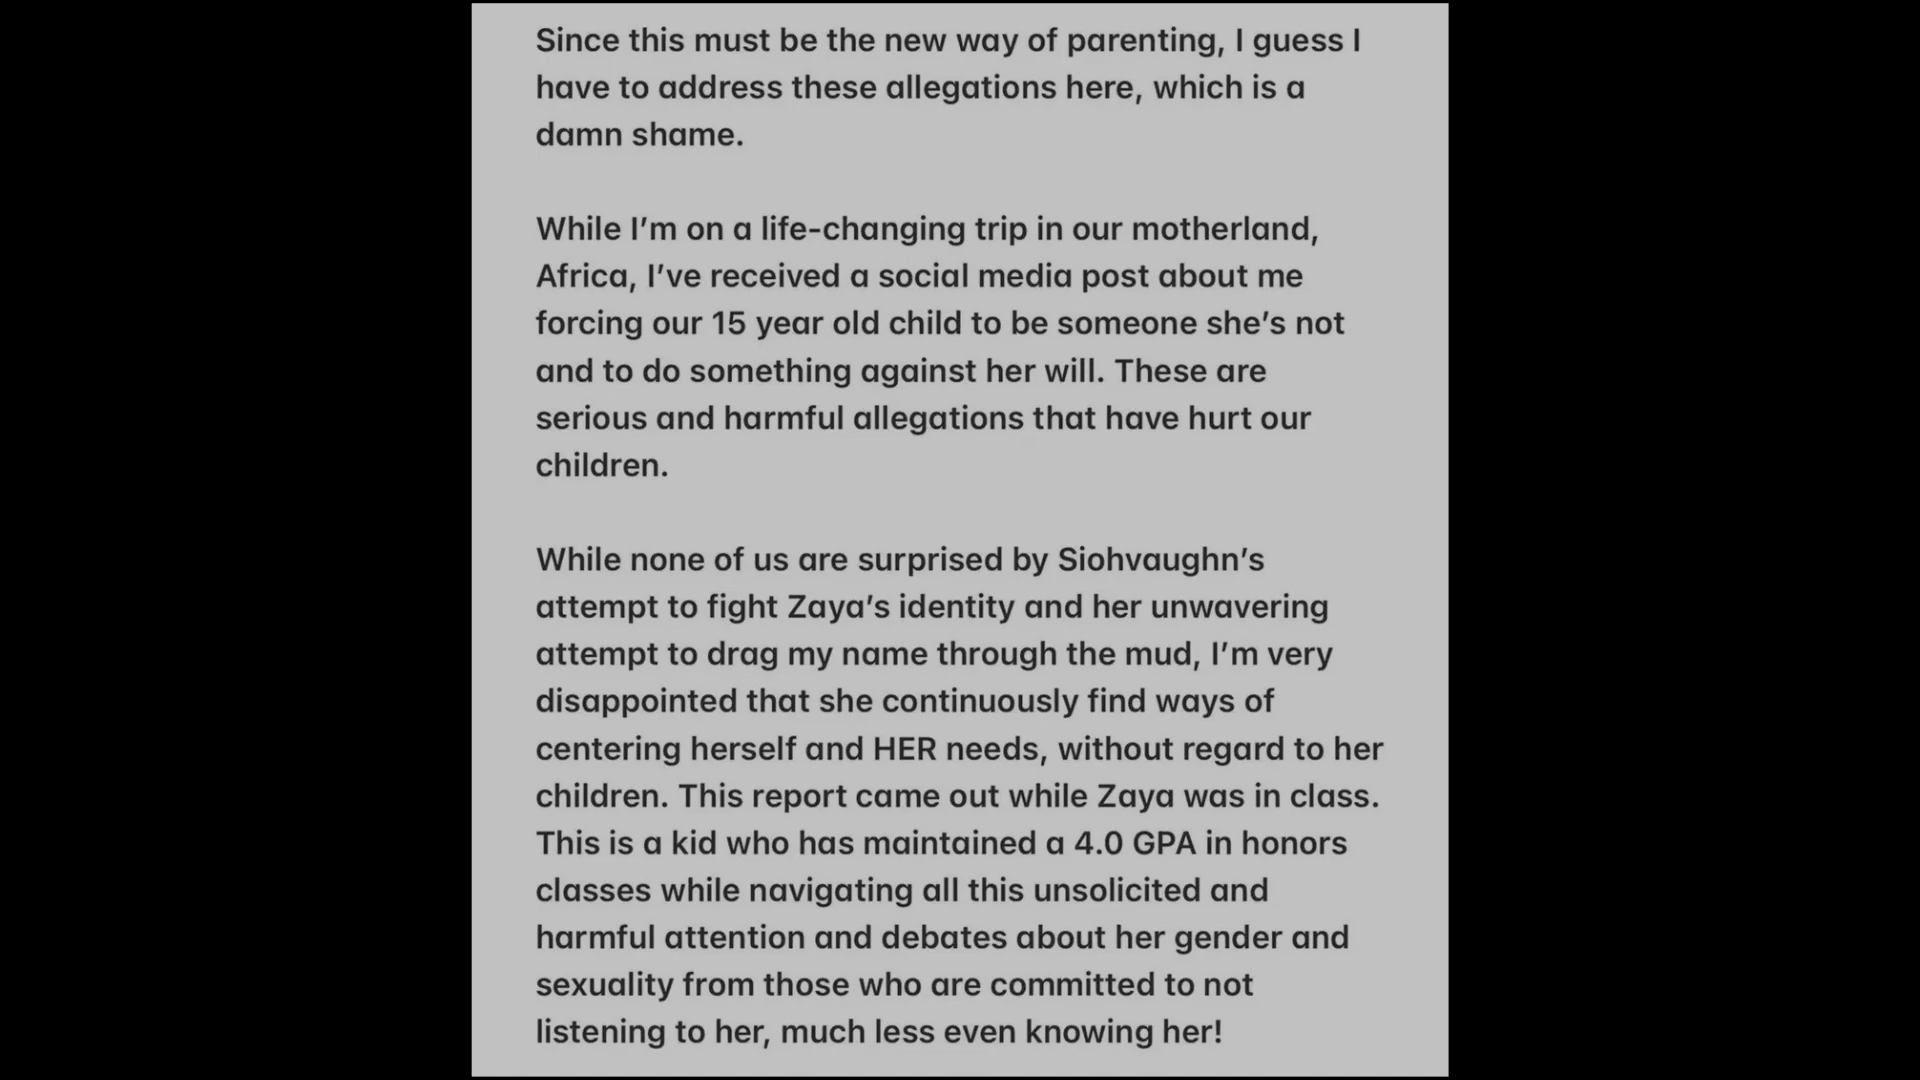 Since this must be the new way of parenting, I guess I
have to address these allegations here, which is a
damn shame.
While I’m on a life-changing trip in our motherland,
Africa, I’ve received a social media post about me
forcing our 15 year old child to be someone she’s not
and to do something against her will. These are
serious and harmful allegations that have hurt our
children.
While none of us are surprised by Siohvaughn’s
attempt to fight Zaya’s identity and her unwavering
attempt to drag my name through the mud, I’m very
disappointed that she continuously find ways of
centering herself and HER needs, without regard to her
children. This report came out while Zaya was in class.
This is a kid who has maintained a 4.0 GPA in honors
classes while navigating all this unsolicited and
harmful attention and debates about her gender and
sexuality from those who are committed to not
listening to her, much less even knowing her!